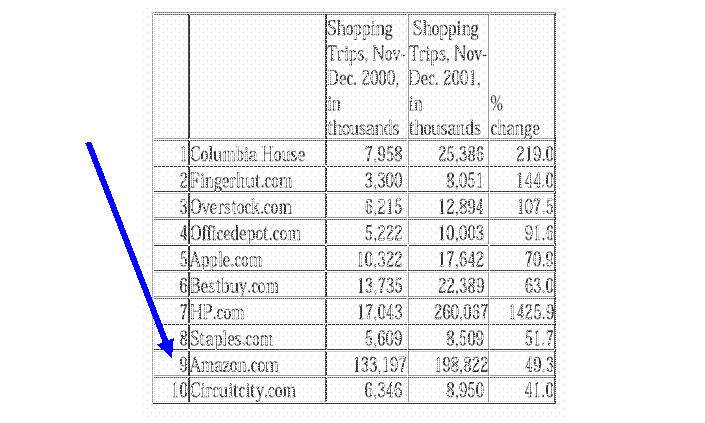 Shopping Trips, Nov-Dec. 2000, in thousands Shopping Trips, Nov-Dec. 2001, in thousands % change
1 Columbia House 7,958 25,386 219.0
2 Fingerhut.com 3,300 8,051 144.0
3 Overstock.com 6,215 12,894 107.5
4 Officedepot.com 5,222 10,003 91.6
5 Apple.com 10,322 17,642 70.9
6 Bestbuy.com 13,735 22,389 63.0
7 HP.com 17,043 260,067 1425.9
8 Staples.com 5,609 8,509 51.7
9 Amazon.com 133,197 198,822 49.3
10 Circuitcity.com 6,346 8,950 41.0